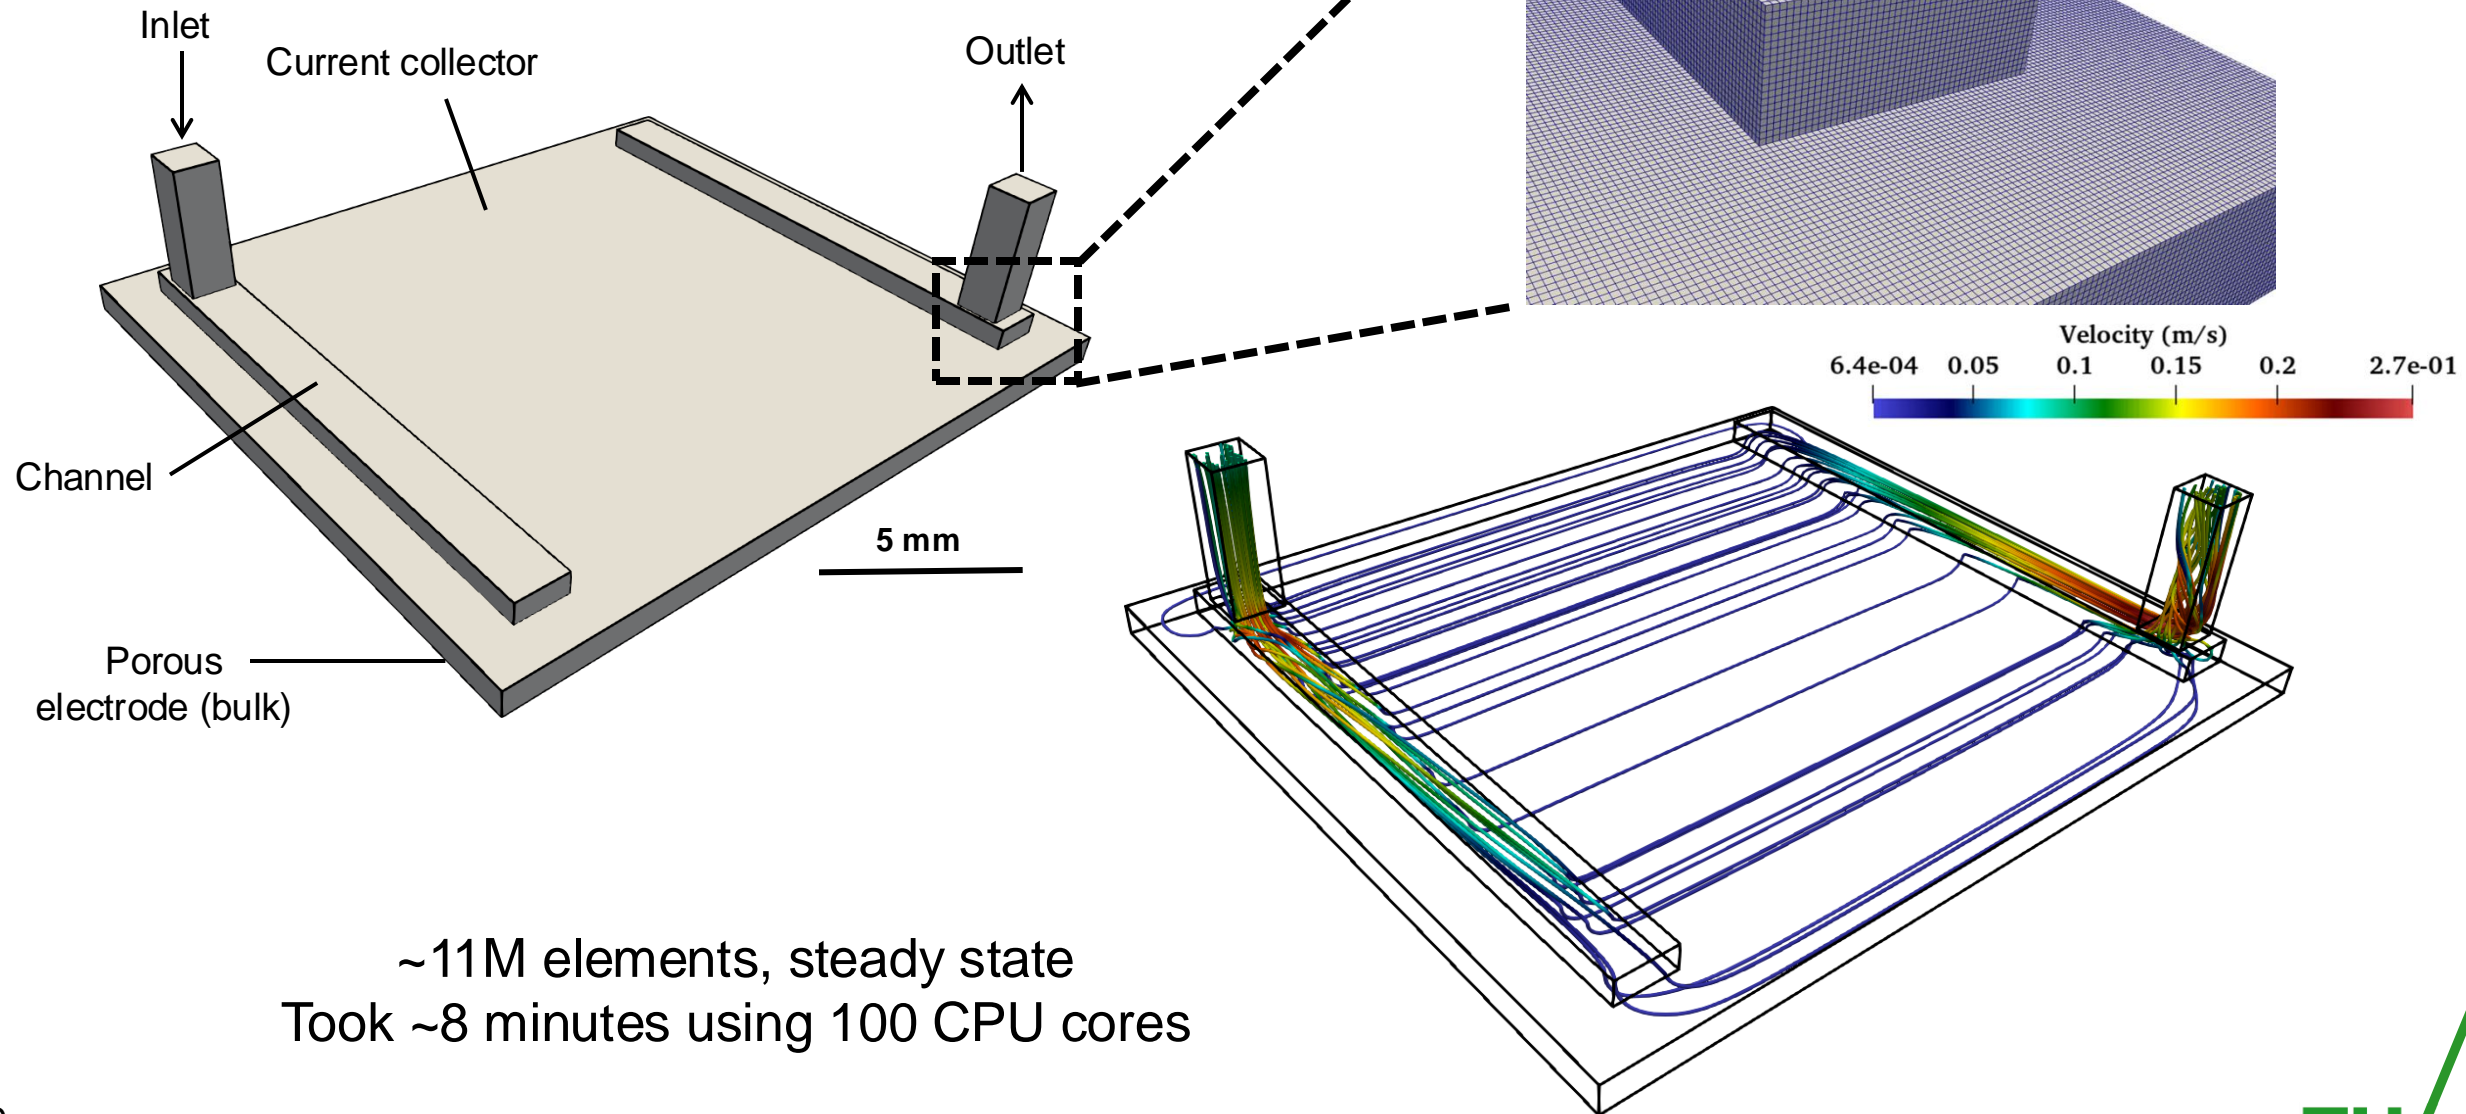 Inlet
Current collector
Outlet
Channel
5 mm
Porous
electrode (bulk)
Velocity (m/s)
6.4e-04 0.05 0.1 0.15 0.2 2.7e-01
~11M elements, steady state
Took ~8 minutes using 100 CPU cores